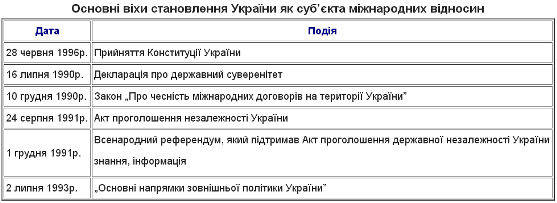 Основні віхи становлення України як суб'єкта міжнародних відносин
Дата Подія
28 червня 1996р. Прийняття Конституції України
16 липня 1990р. Декларація про державний суверенітет
10 грудня 1990р. Закон „Про чесність міжнародних договорів на території України”
24 серпня 1991р. Акт проголошення незалежності України
1 грудня 1991р. Всенародний референдум, який підтримав Акт проголошення державної незалежності України
знання, інформація
2 липня 1993р. „Основні напрямки зовнішньої політики України”